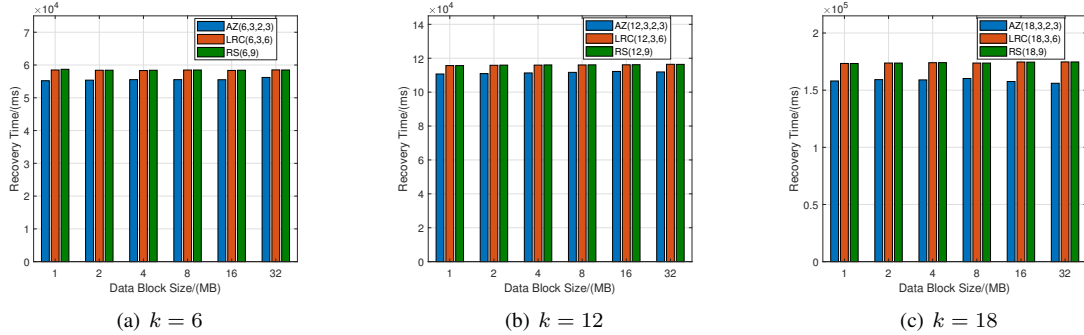 ×10⁴
AZ(6,3,2,3)
LRC(6,3,6)
RS(6,9)
7
6
5
4
3
2
1
0
Recovery Time/(ms)
1 2 4 8 16 32
Data Block Size/(MB)
(a) k = 6
×10⁴
AZ(12,3,2,3)
LRC(12,3,6)
RS(12,9)
14
12
10
8
6
4
2
0
Recovery Time/(ms)
1 2 4 8 16 32
Data Block Size/(MB)
(b) k = 12
×10⁵
AZ(18,3,2,3)
LRC(18,3,6)
RS(18,9)
2
1.5
1
0.5
0
Recovery Time/(ms)
1 2 4 8 16 32
Data Block Size/(MB)
(c) k = 18